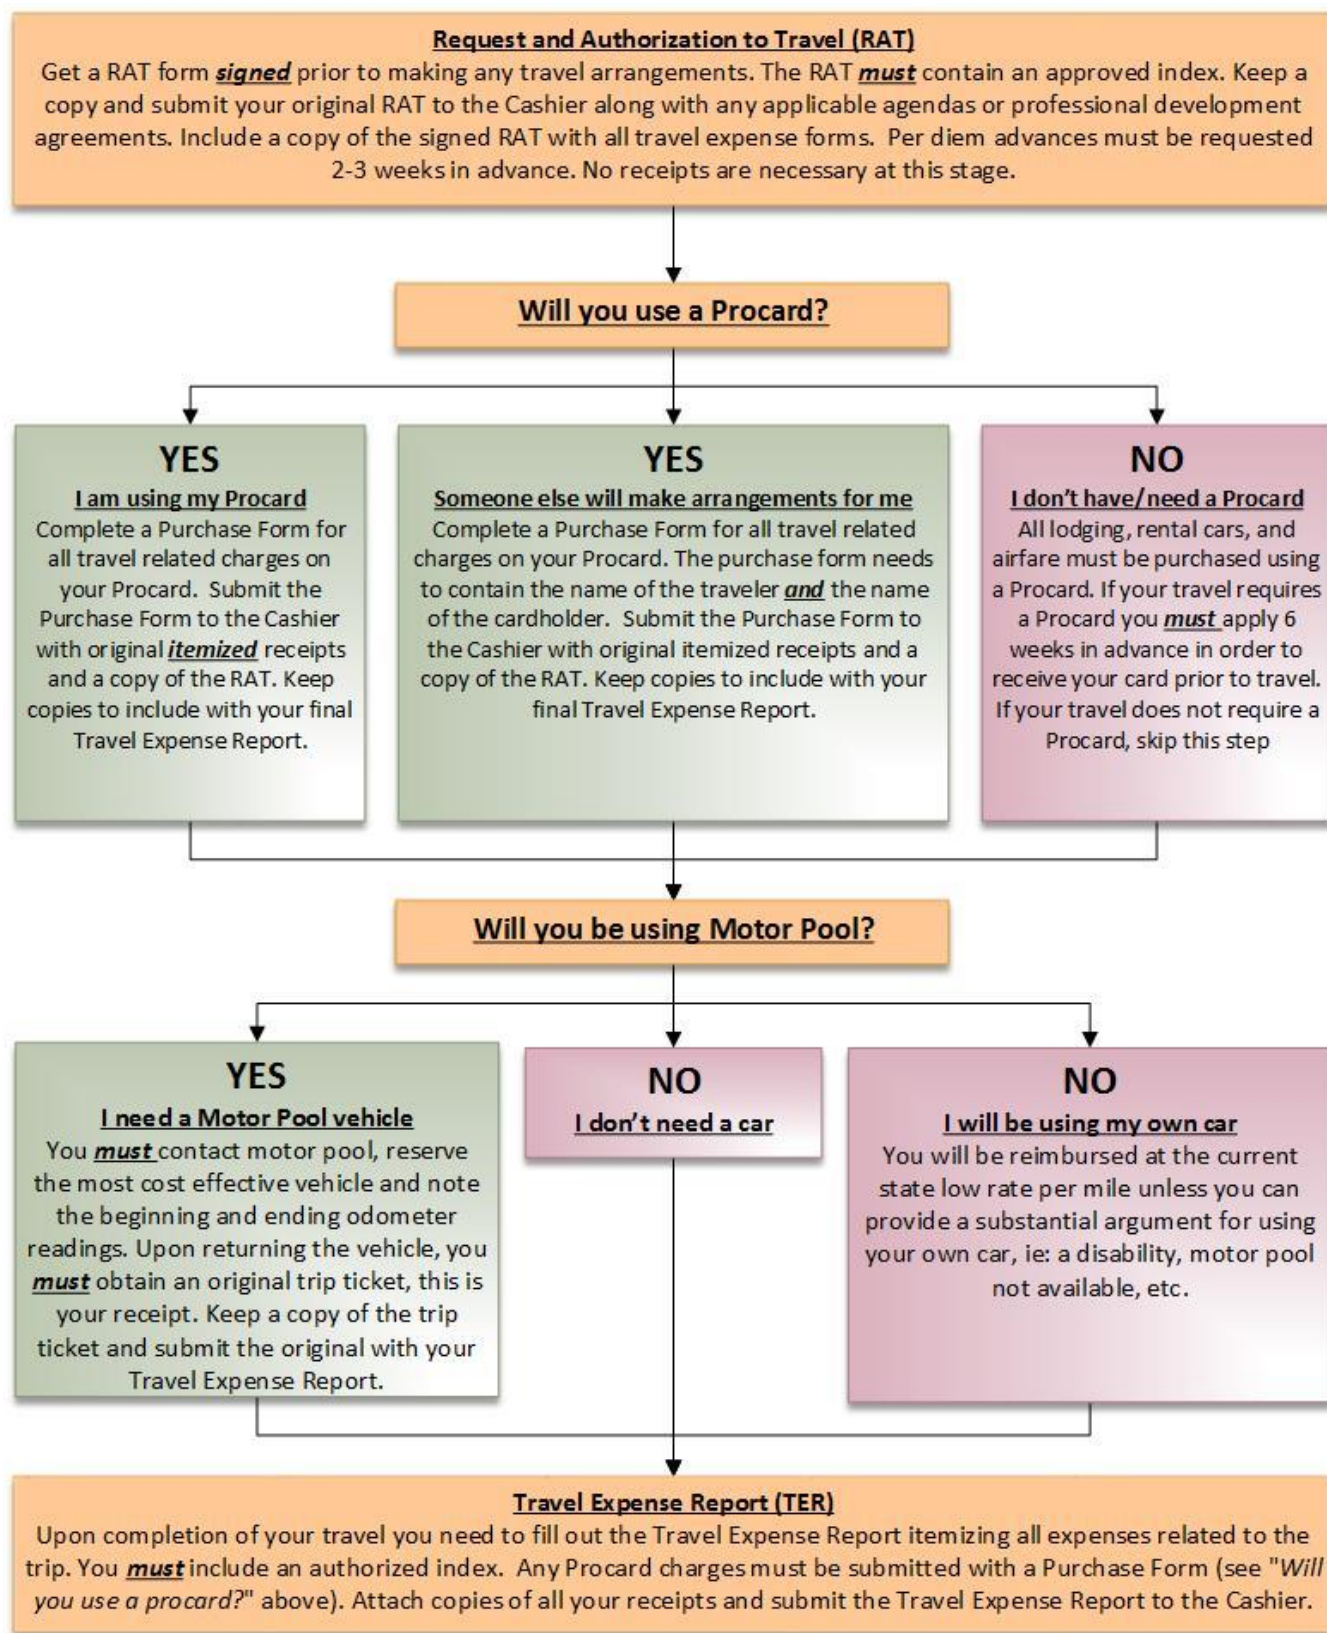 Request and Authorization to Travel (RAT)
Get a RAT form signed prior to making any travel arrangements. The RAT must contain an approved index. Keep a
copy and submit your original RAT to the Cashier along with any applicable agendas or professional development
agreements. Include a copy of the signed RAT with all travel expense forms. Per diem advances must be requested
2-3 weeks in advance. No receipts are necessary at this stage.
Will you use a Procard?
YES
I am using my Procard
Complete a Purchase Form for
all travel related charges on
your Procard. Submit the
Purchase Form to the Cashier
with original itemized receipts
and a copy of the RAT. Keep
copies to include with your final
Travel Expense Report.
YES
Someone else will make arrangements for me
Complete a Purchase Form for all travel related
charges on your Procard. The purchase form needs
to contain the name of the traveler and the name
of the cardholder. Submit the Purchase Form to
the Cashier with original itemized receipts and a
copy of the RAT. Keep copies to include with your
final Travel Expense Report.
NO
I don't have/need a Procard
All lodging, rental cars, and
airfare must be purchased using
a Procard. If your travel requires
a Procard you must apply 6
weeks in advance in order to
receive your card prior to travel.
If your travel does not require a
Procard, skip this step
Will you be using Motor Pool?
YES
I need a Motor Pool vehicle
You must contact motor pool, reserve
the most cost effective vehicle and note
the beginning and ending odometer
readings. Upon returning the vehicle, you
must obtain an original trip ticket, this is
your receipt. Keep a copy of the trip
ticket and submit the original with your
Travel Expense Report.
NO
I don't need a car
NO
I will be using my own car
You will be reimbursed at the current
state low rate per mile unless you can
provide a substantial argument for using
your own car, ie: a disability, motor pool
not available, etc.
Travel Expense Report (TER)
Upon completion of your travel you need to fill out the Travel Expense Report itemizing all expenses related to the
trip. You must include an authorized index. Any Procard charges must be submitted with a Purchase Form (see "Will
you use a procard?" above). Attach copies of all your receipts and submit the Travel Expense Report to the Cashier.